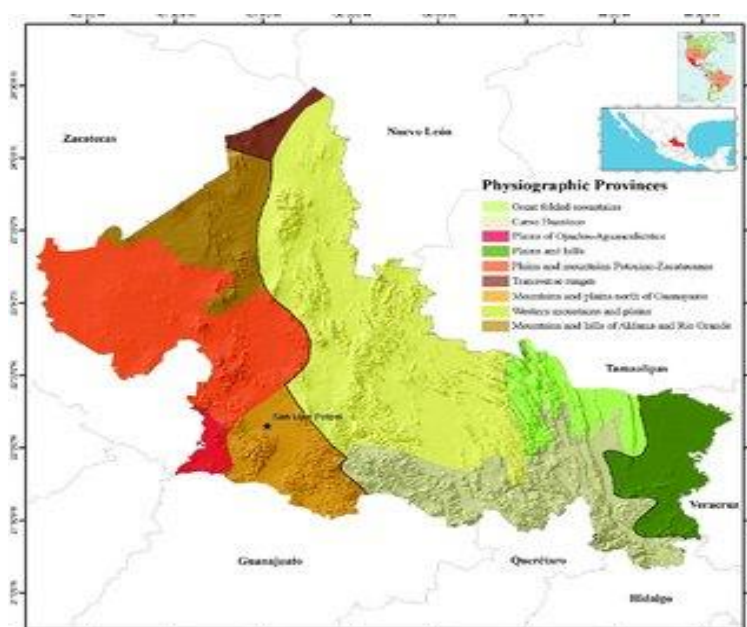 Zacatecas
Nuevo León
Physiographic Provinces
Great folded mountains
Carso Huasteco
Plains of Ojuelos-Aguascalientes
Plains and hills
Plains and mountains Potosino-Zacatecanas
Transverse ranges
Mountains and plains north of Guanajuato
Western mountains and plains
Mountains and hills of Aldama and Rio Grande
Tamaulipas
San Luis Potosi
Veracruz
Guanajuato
Querétaro
Hidalgo